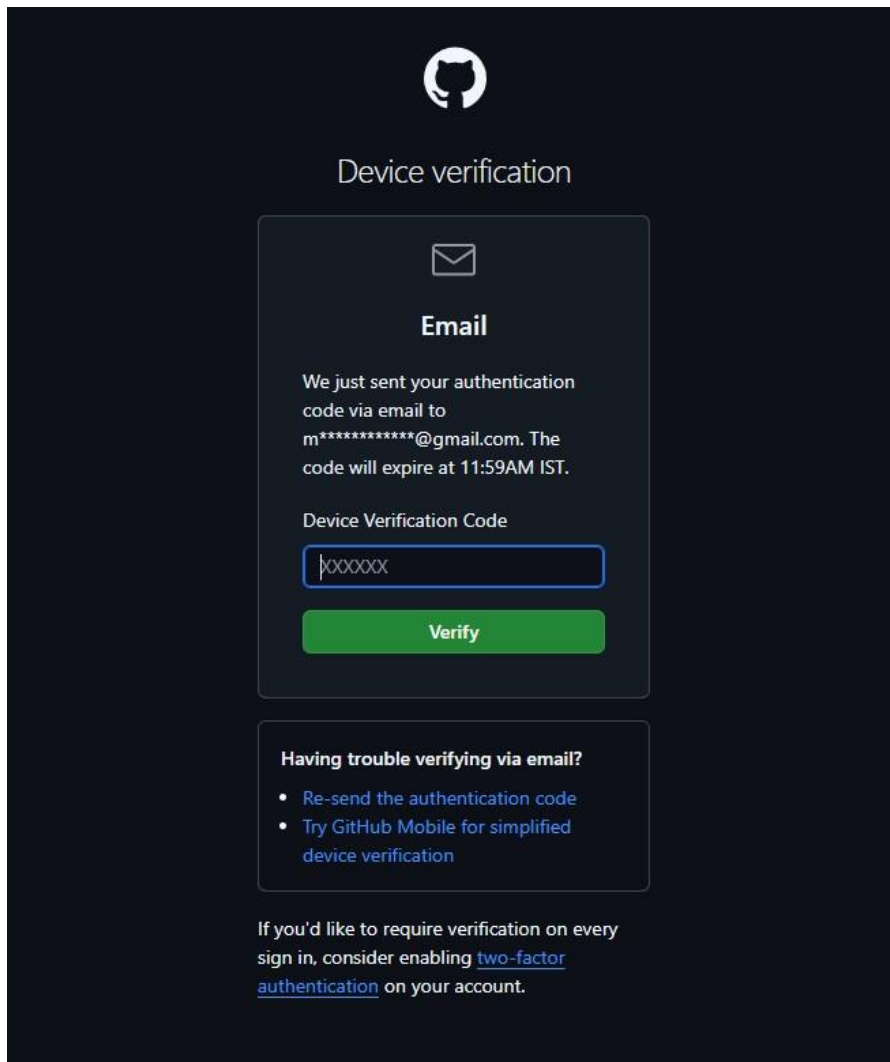 Device verification
Email
We just sent your authentication
code via email to
m************@gmail.com. The
code will expire at 11:59AM IST.
Device Verification Code
XXXXXX
Verify
Having trouble verifying via email?
• Re-send the authentication code
• Try GitHub Mobile for simplified
device verification
If you'd like to require verification on every
sign in, consider enabling two-factor
authentication on your account.